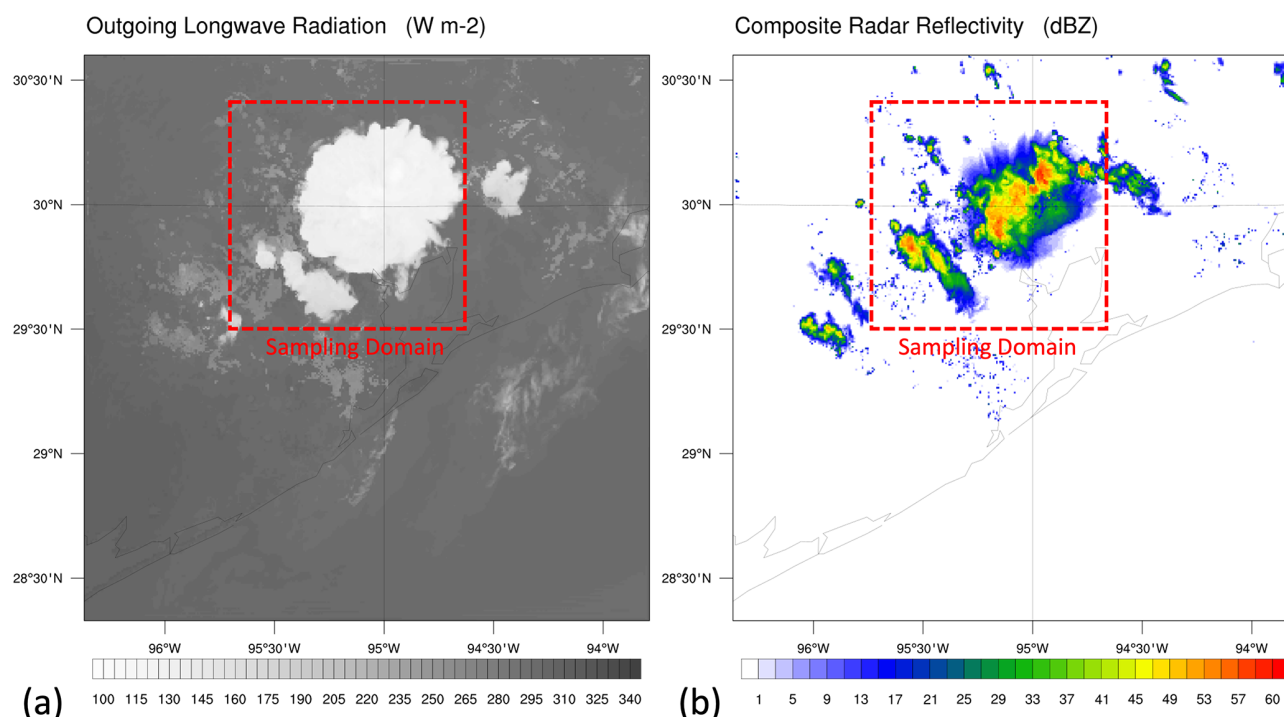 Outgoing Longwave Radiation (W m-2)
30°30'N
30°N
29°30'N
29°N
28°30'N
Sampling Domain
96°W 95°30'W 95°W 94°30'W 94°W
100 115 130 145 160 175 190 205 220 235 250 265 280 295 310 325 340
(a)
Composite Radar Reflectivity (dBZ)
30°30'N
30°N
29°30'N
29°N
28°30'N
Sampling Domain
96°W 95°30'W 95°W 94°30'W 94°W
1 5 9 13 17 21 25 29 33 37 41 45 49 53 57 60
(b)